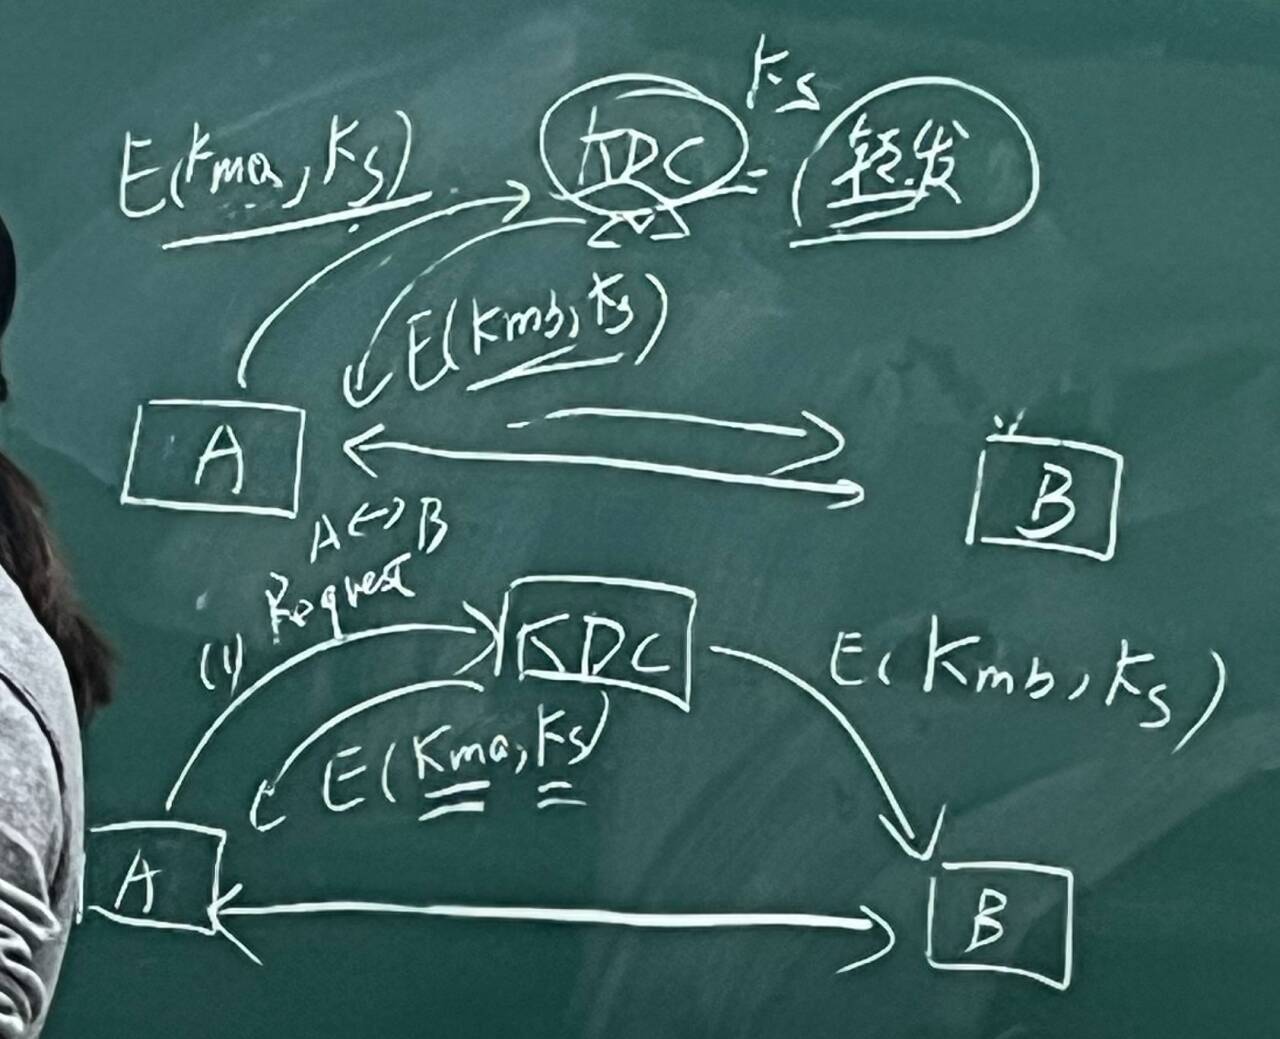 Ks
E(Kma, Ks)
KDC
转发
E(Kmb, Ks)
A
B
A↔B
Request
(1)
KDC
E(Kmb, Ks)
E(Kma, Ks)
A
B